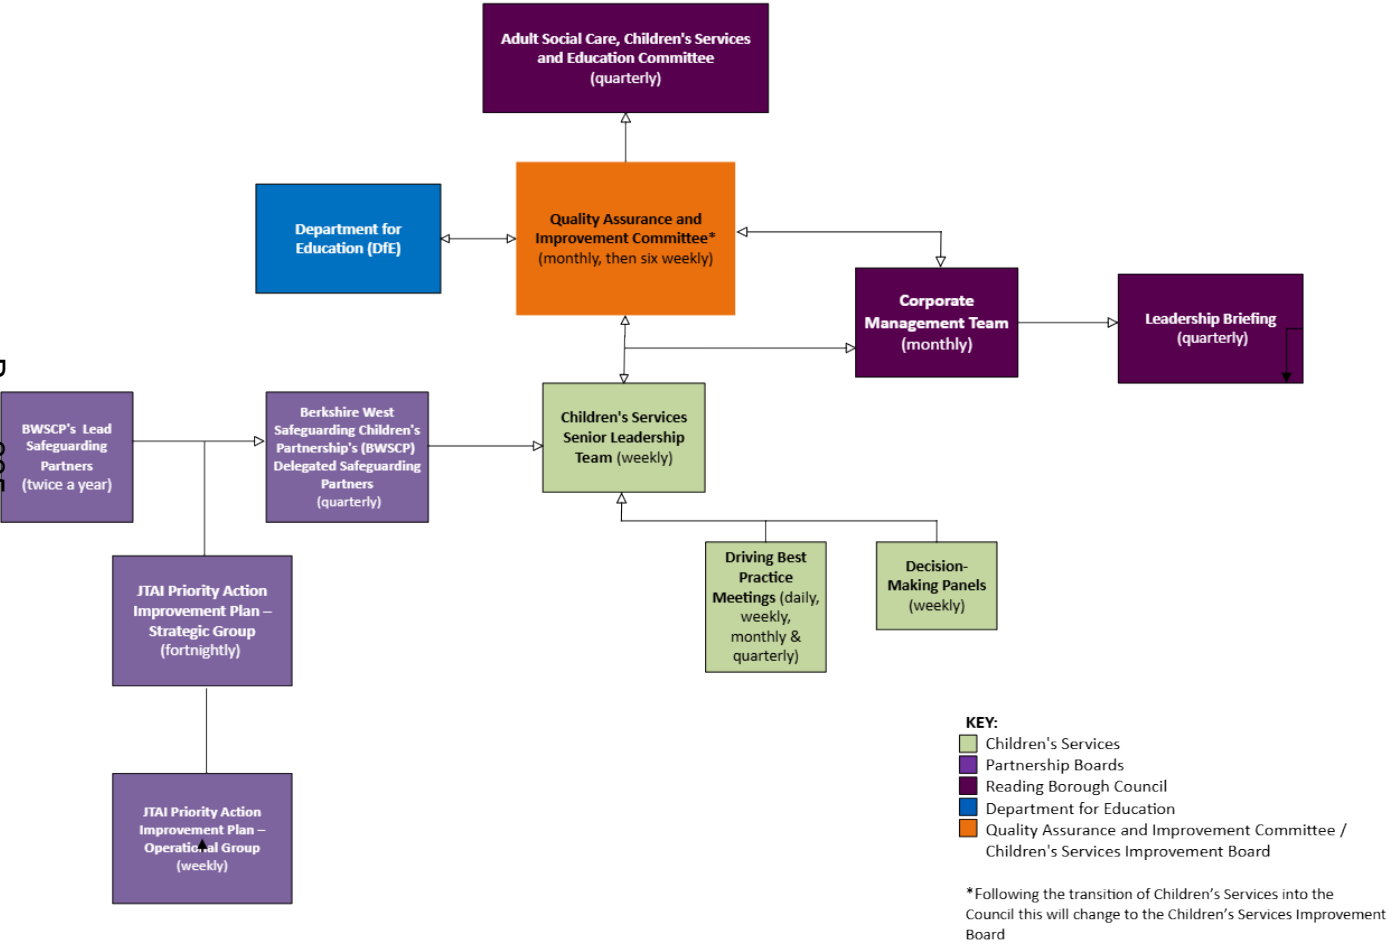 Adult Social Care, Children's Services
and Education Committee
(quarterly)
Department for
Education (DfE)
Quality Assurance and
Improvement Committee*
(monthly, then six weekly)
Corporate
Management Team
(monthly)
Leadership Briefing
(quarterly)
BWSCP's Lead
Safeguarding
Partners
(twice a year)
Berkshire West
Safeguarding Children's
Partnership's (BWSCP)
Delegated Safeguarding
Partners
(quarterly)
Children's Services
Senior Leadership
Team (weekly)
JTAI Priority Action
Improvement Plan –
Strategic Group
(fortnightly)
Driving Best
Practice
Meetings (daily,
weekly,
monthly &
quarterly)
Decision-
Making Panels
(weekly)
JTAI Priority Action
Improvement Plan –
Operational Group
(weekly)
KEY:
Children's Services
Partnership Boards
Reading Borough Council
Department for Education
Quality Assurance and Improvement Committee /
Children's Services Improvement Board
*Following the transition of Children’s Services into the
Council this will change to the Children’s Services Improvement
Board